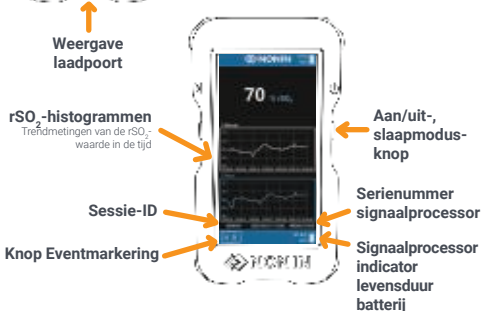 Weergave
laadpoort
NONIN
70
rSO₂-histogrammen
Trendmetingen van de rSO₂-
waarde in de tijd
Aan/uit-,
slaapmodus-
knop
Sessie-ID
Serienummer
signaalprocessor
Knop Eventmarkering
Signaalprocessor
indicator
levensduur
batterij
NONIN